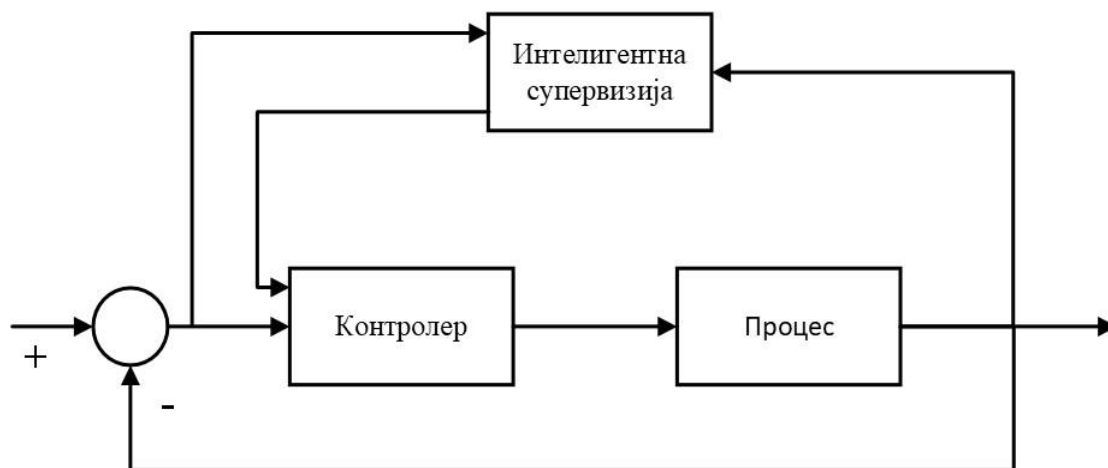 Интелигентна
супервизија
Контролер
Процес
+
-